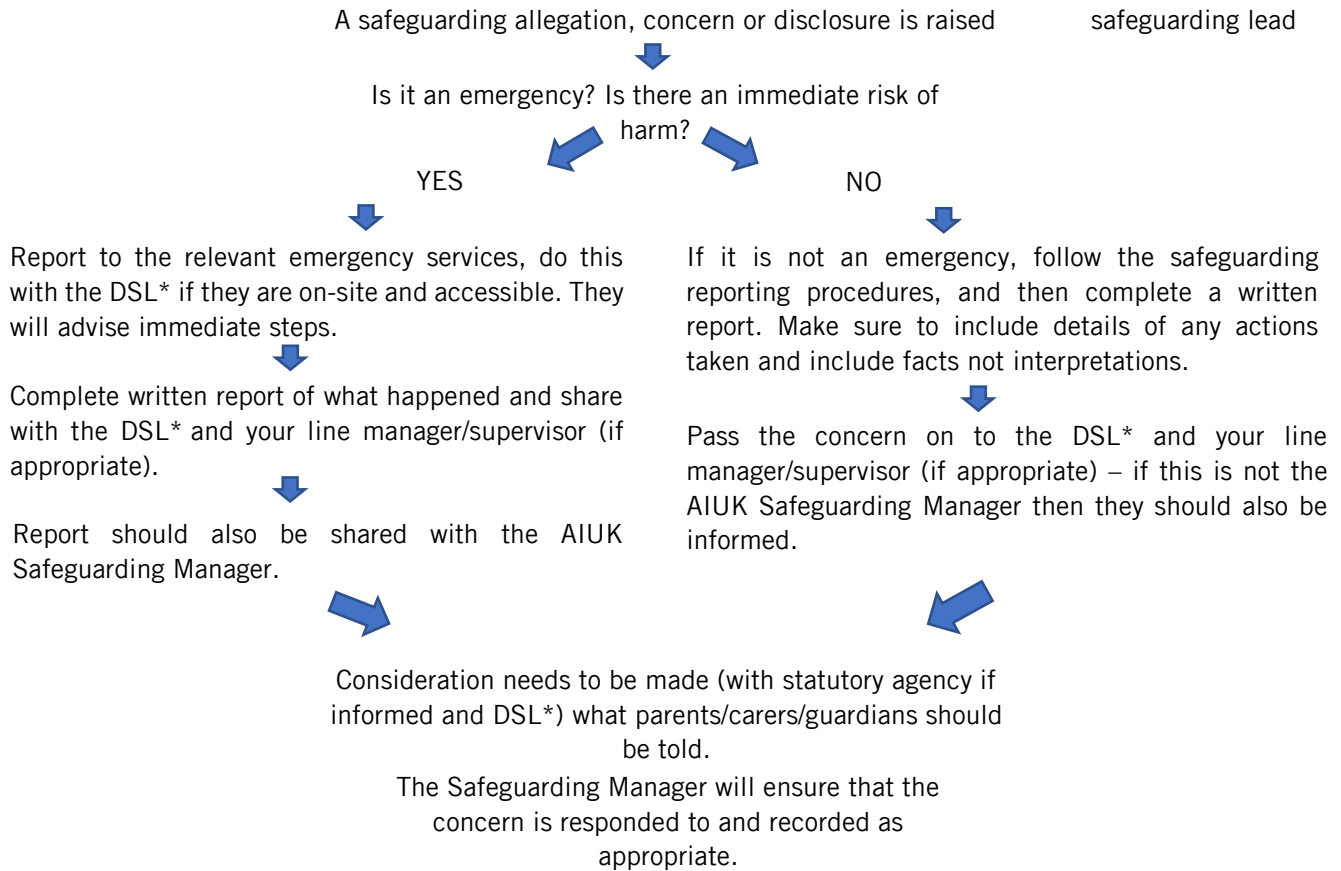 A safeguarding allegation, concern or disclosure is raised
safeguarding lead
Is it an emergency? Is there an immediate risk of
harm?
YES
Report to the relevant emergency services, do this
with the DSL* if they are on-site and accessible. They
will advise immediate steps.
Complete written report of what happened and share
with the DSL* and your line manager/supervisor (if
appropriate).
Report should also be shared with the AIUK
Safeguarding Manager.
NO
If it is not an emergency, follow the safeguarding
reporting procedures, and then complete a written
report. Make sure to include details of any actions
taken and include facts not interpretations.
Pass the concern on to the DSL* and your line
manager/supervisor (if appropriate) – if this is not the
AIUK Safeguarding Manager then they should also be
informed.
Consideration needs to be made (with statutory agency if
informed and DSL*) what parents/carers/guardians should
be told.
The Safeguarding Manager will ensure that the
concern is responded to and recorded as
appropriate.